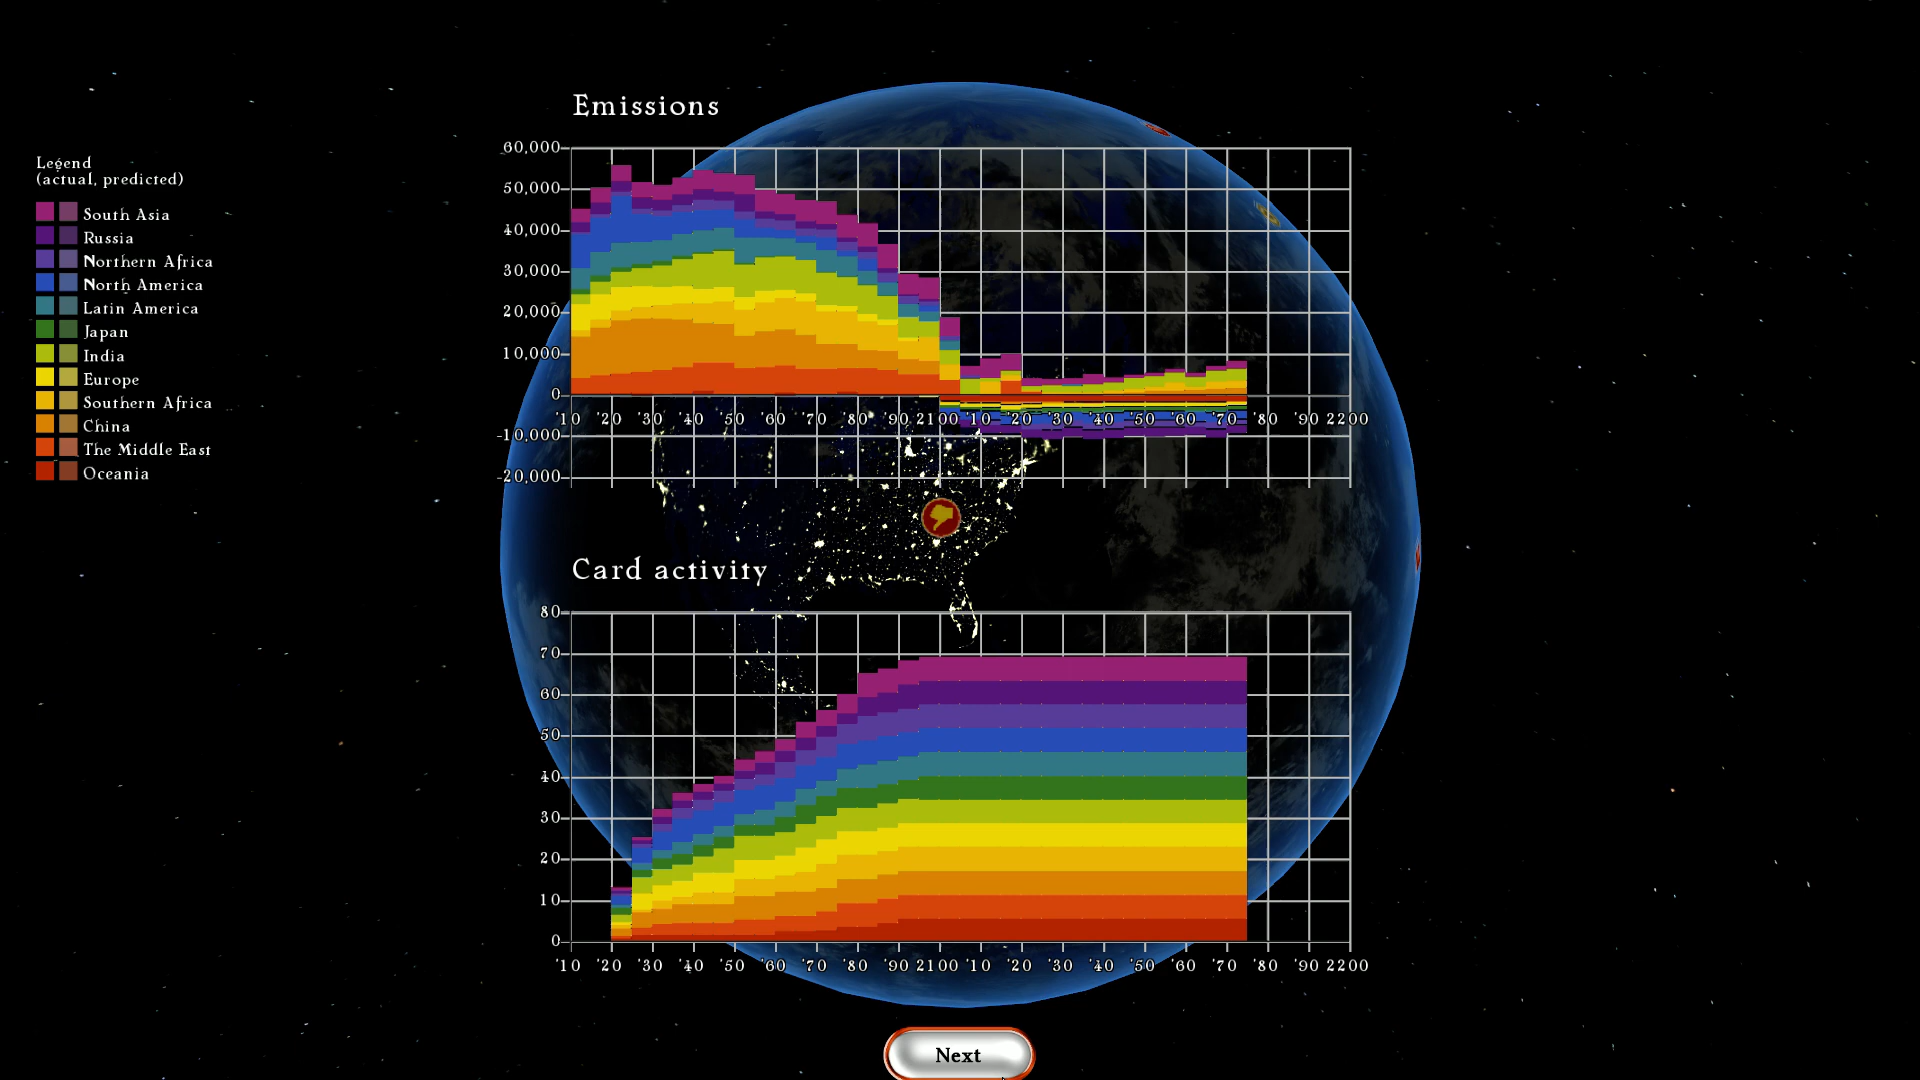 Emissions
Legend
(actual, predicted)
South Asia
Russia
Northern Africa
North America
Latin America
Japan
India
Europe
Southern Africa
China
The Middle East
Oceania
60,000
50,000
40,000
30,000
20,000
10,000
0
'10 '20 '30 '40 '50 '60 '70 '80 '90 2100 '10 '20 '30 '40 '50 '60 '70 '80 '90 2200
-10,000
-20,000
Card activity
80
70
60
50
40
30
20
10
0
'10 '20 '30 '40 '50 '60 '70 '80 '90 2100 '10 '20 '30 '40 '50 '60 '70 '80 '90 2200
Next